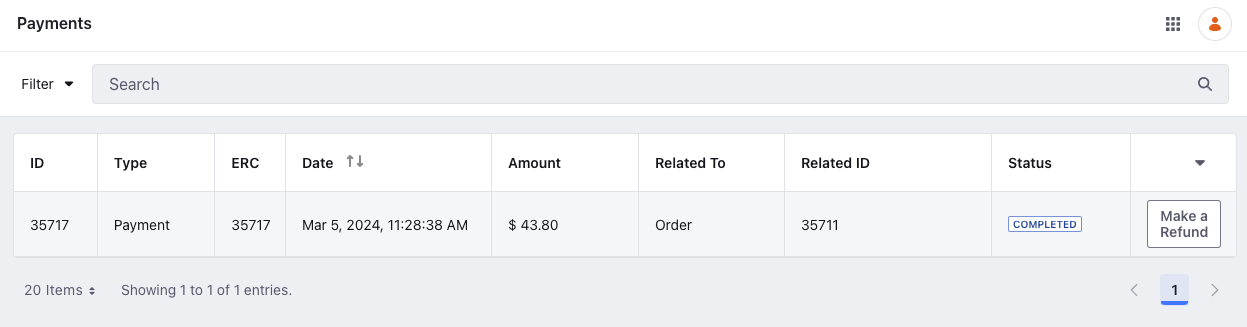 Payments
Filter
Search
ID Type ERC Date Amount Related To Related ID Status
35717 Payment 35717 Mar 5, 2024, 11:28:38 AM $ 43.80 Order 35711 COMPLETED Make a
Refund
20 Items Showing 1 to 1 of 1 entries. 1